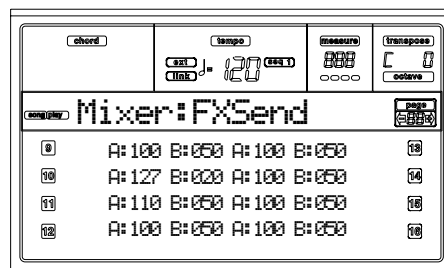 chord tempo measure transpose
ext ♩= 120 seq 1 888 C 0
link octave
song play Mixer:FXSend page
9 A:100 B:050 A:100 B:050 13
10 A:127 B:020 A:100 B:050 14
11 A:110 B:050 A:100 B:050 15
12 A:100 B:050 A:100 B:050 16